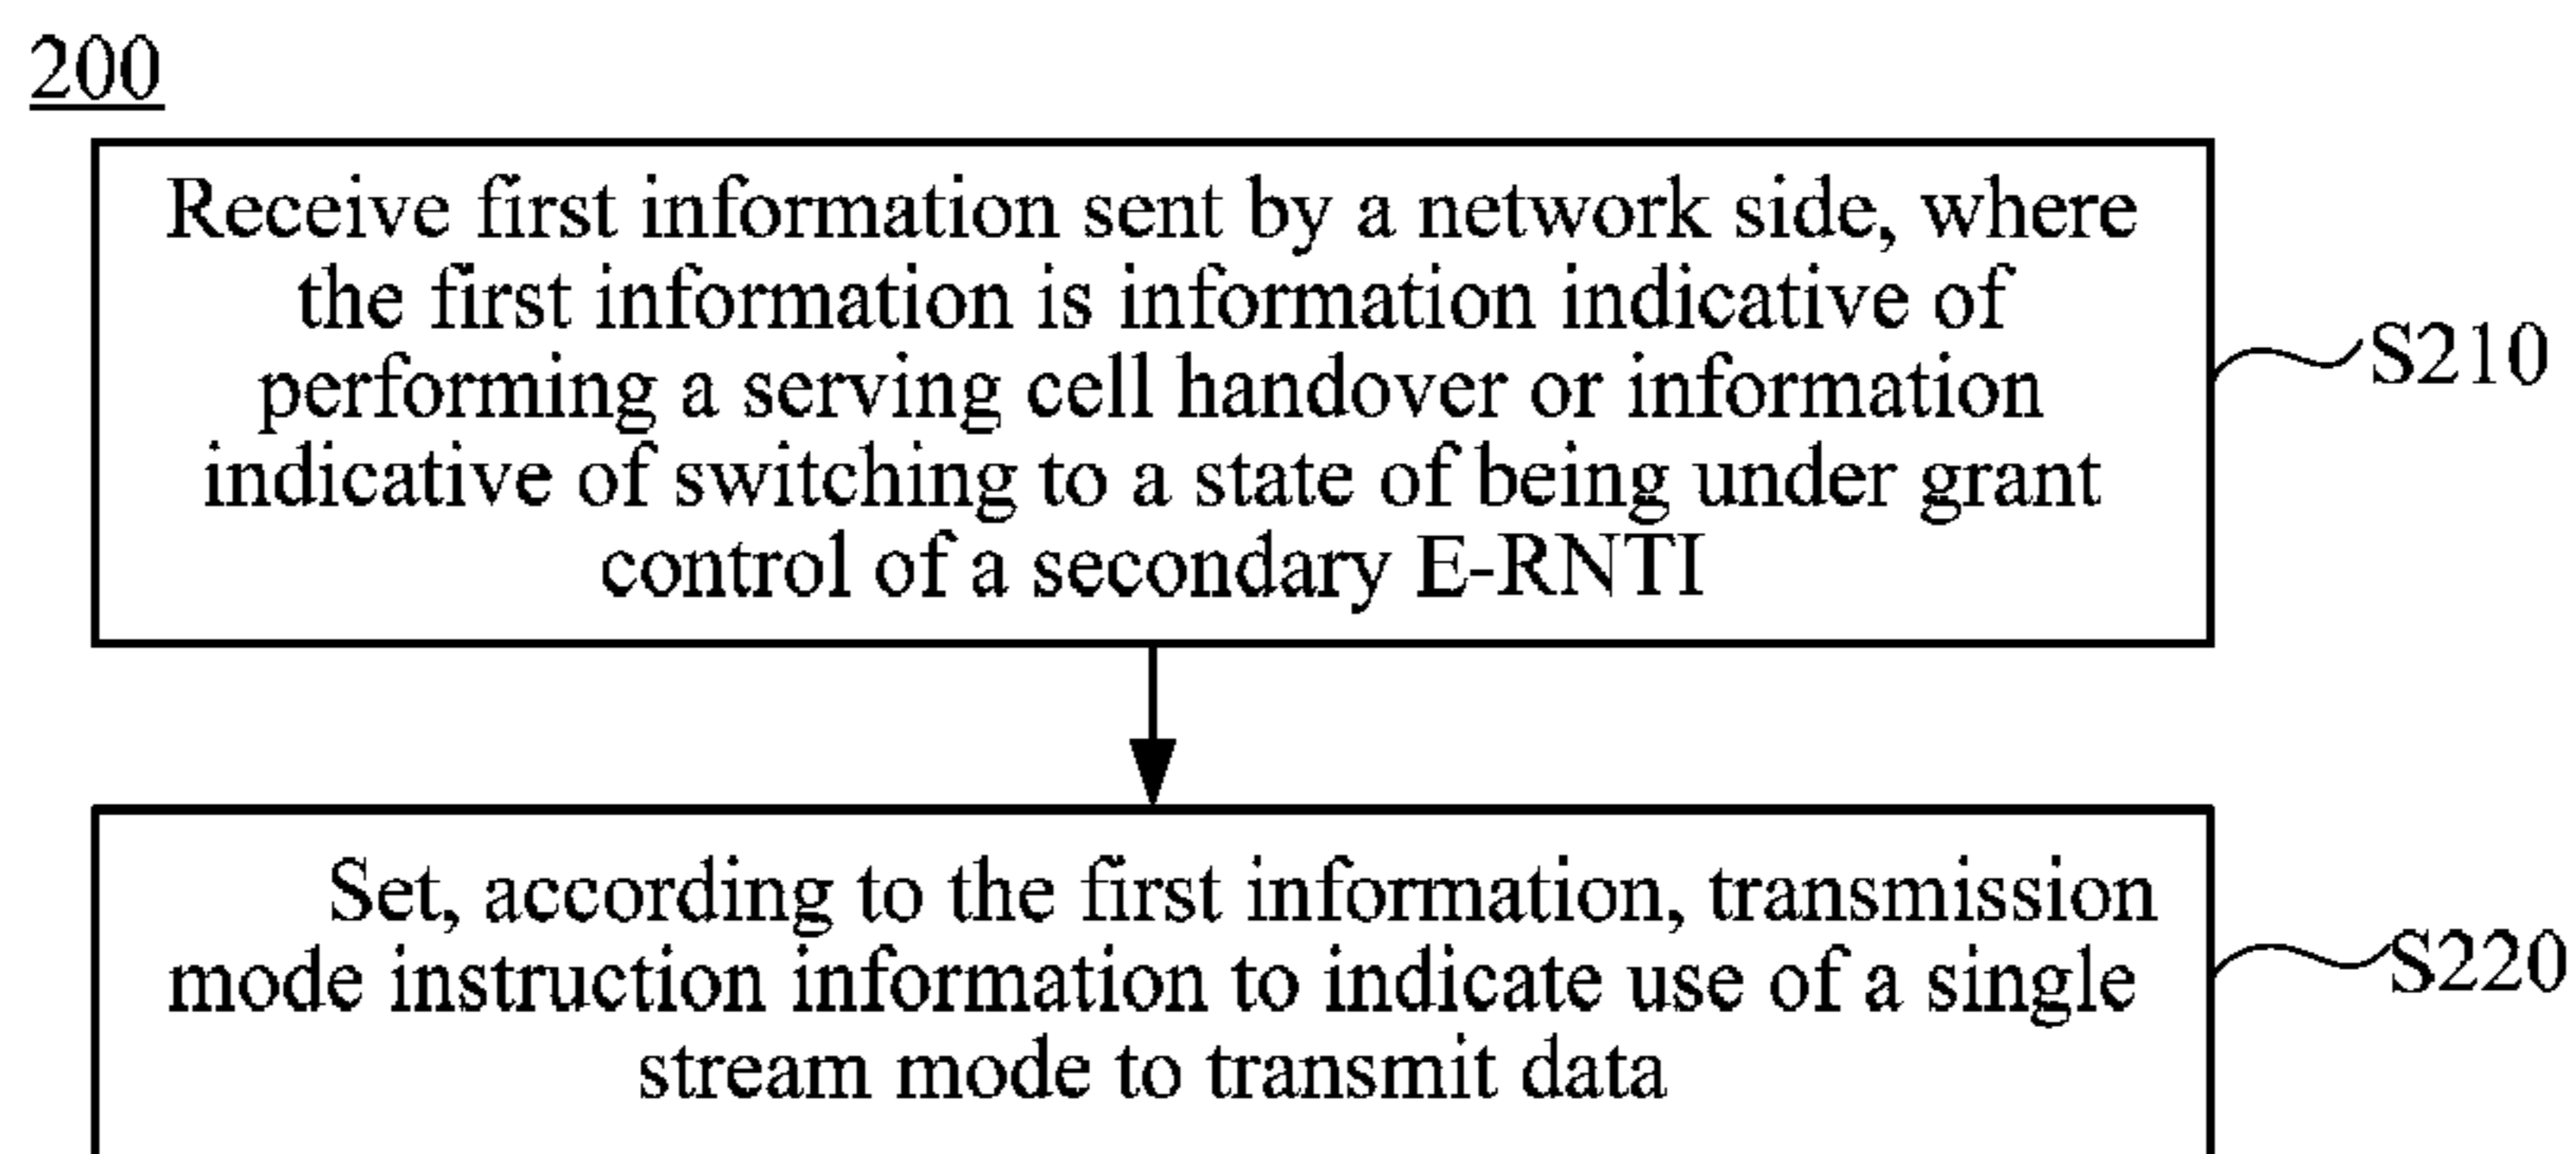 200
Receive first information sent by a network side, where
the first information is information indicative of
performing a serving cell handover or information
indicative of switching to a state of being under grant
control of a secondary E-RNTI
S210
Set, according to the first information, transmission
mode instruction information to indicate use of a single
stream mode to transmit data
S220